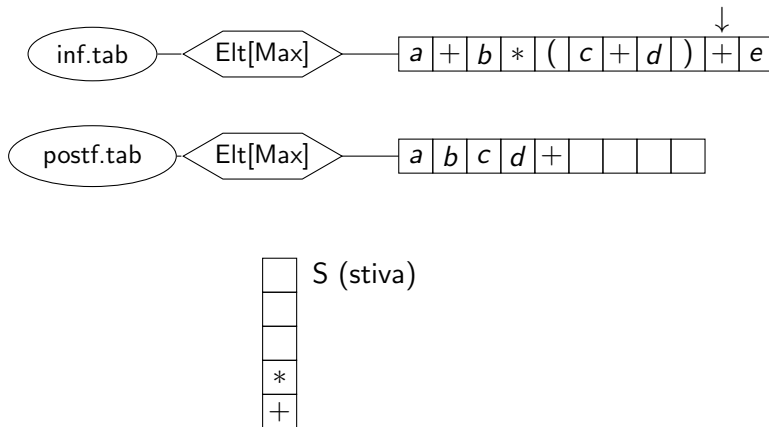 ↓
inf.tab Elt[Max] a + b * ( c + d ) + e
postf.tab Elt[Max] a b c d +
S (stiva)
*
+